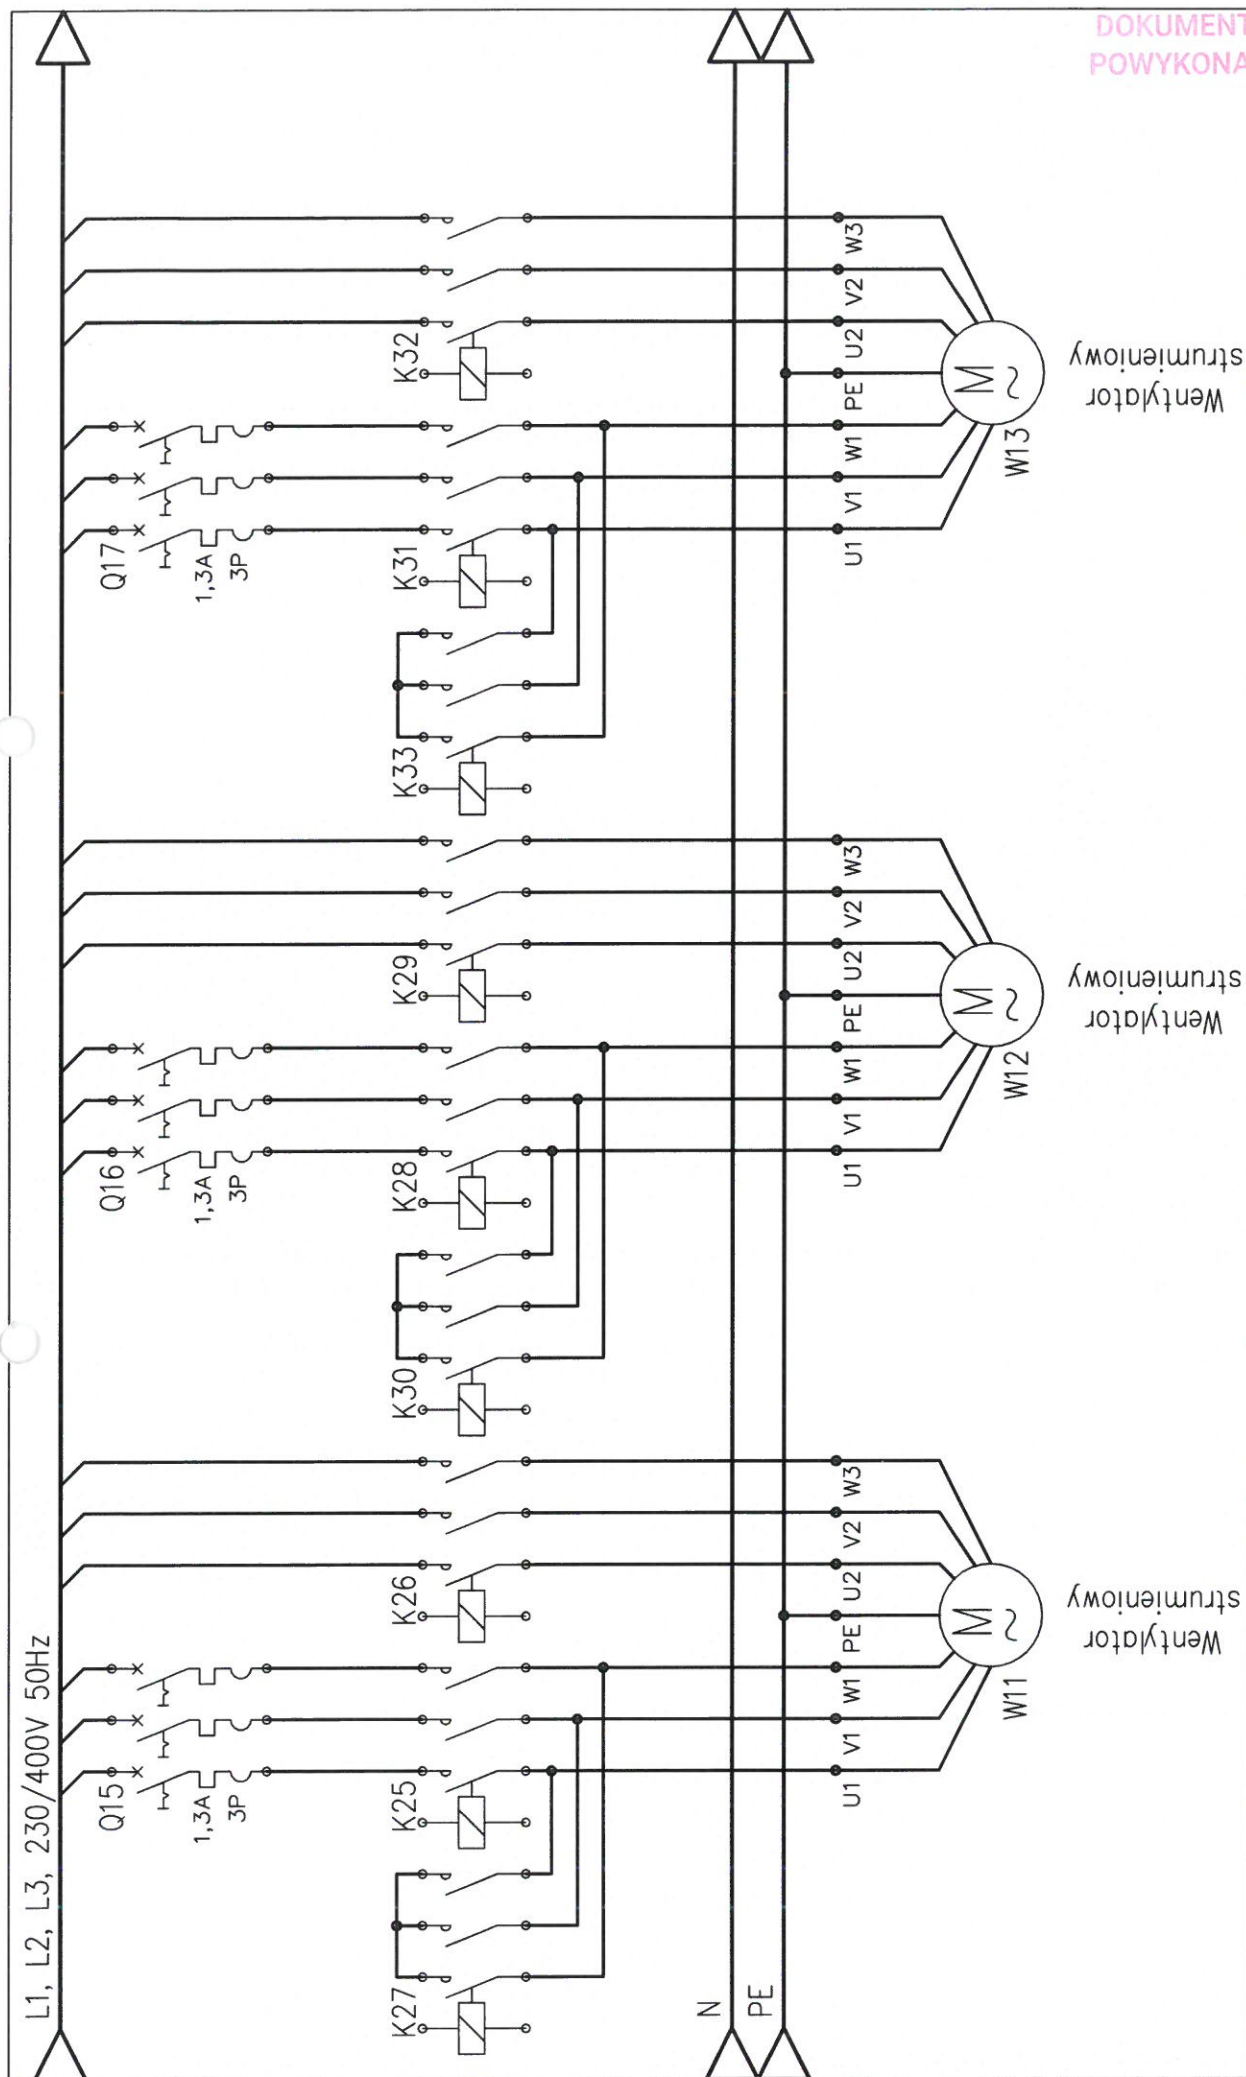 DOKUMENT
POWYKONA
L1, L2, L3, 230/400V 50Hz
Q15
1,3A
3P
K27
K25
K26
N
PE
U1
V1
W1
PE
U2
V2
W3
M
~
W11
Wentylator
strumieniowy
Q16
1,3A
3P
K30
K28
K29
U1
V1
W1
PE
U2
V2
W3
M
~
W12
Wentylator
strumieniowy
Q17
1,3A
3P
K33
K31
K32
U1
V1
W1
PE
U2
V2
W3
M
~
W13
Wentylator
strumieniowy